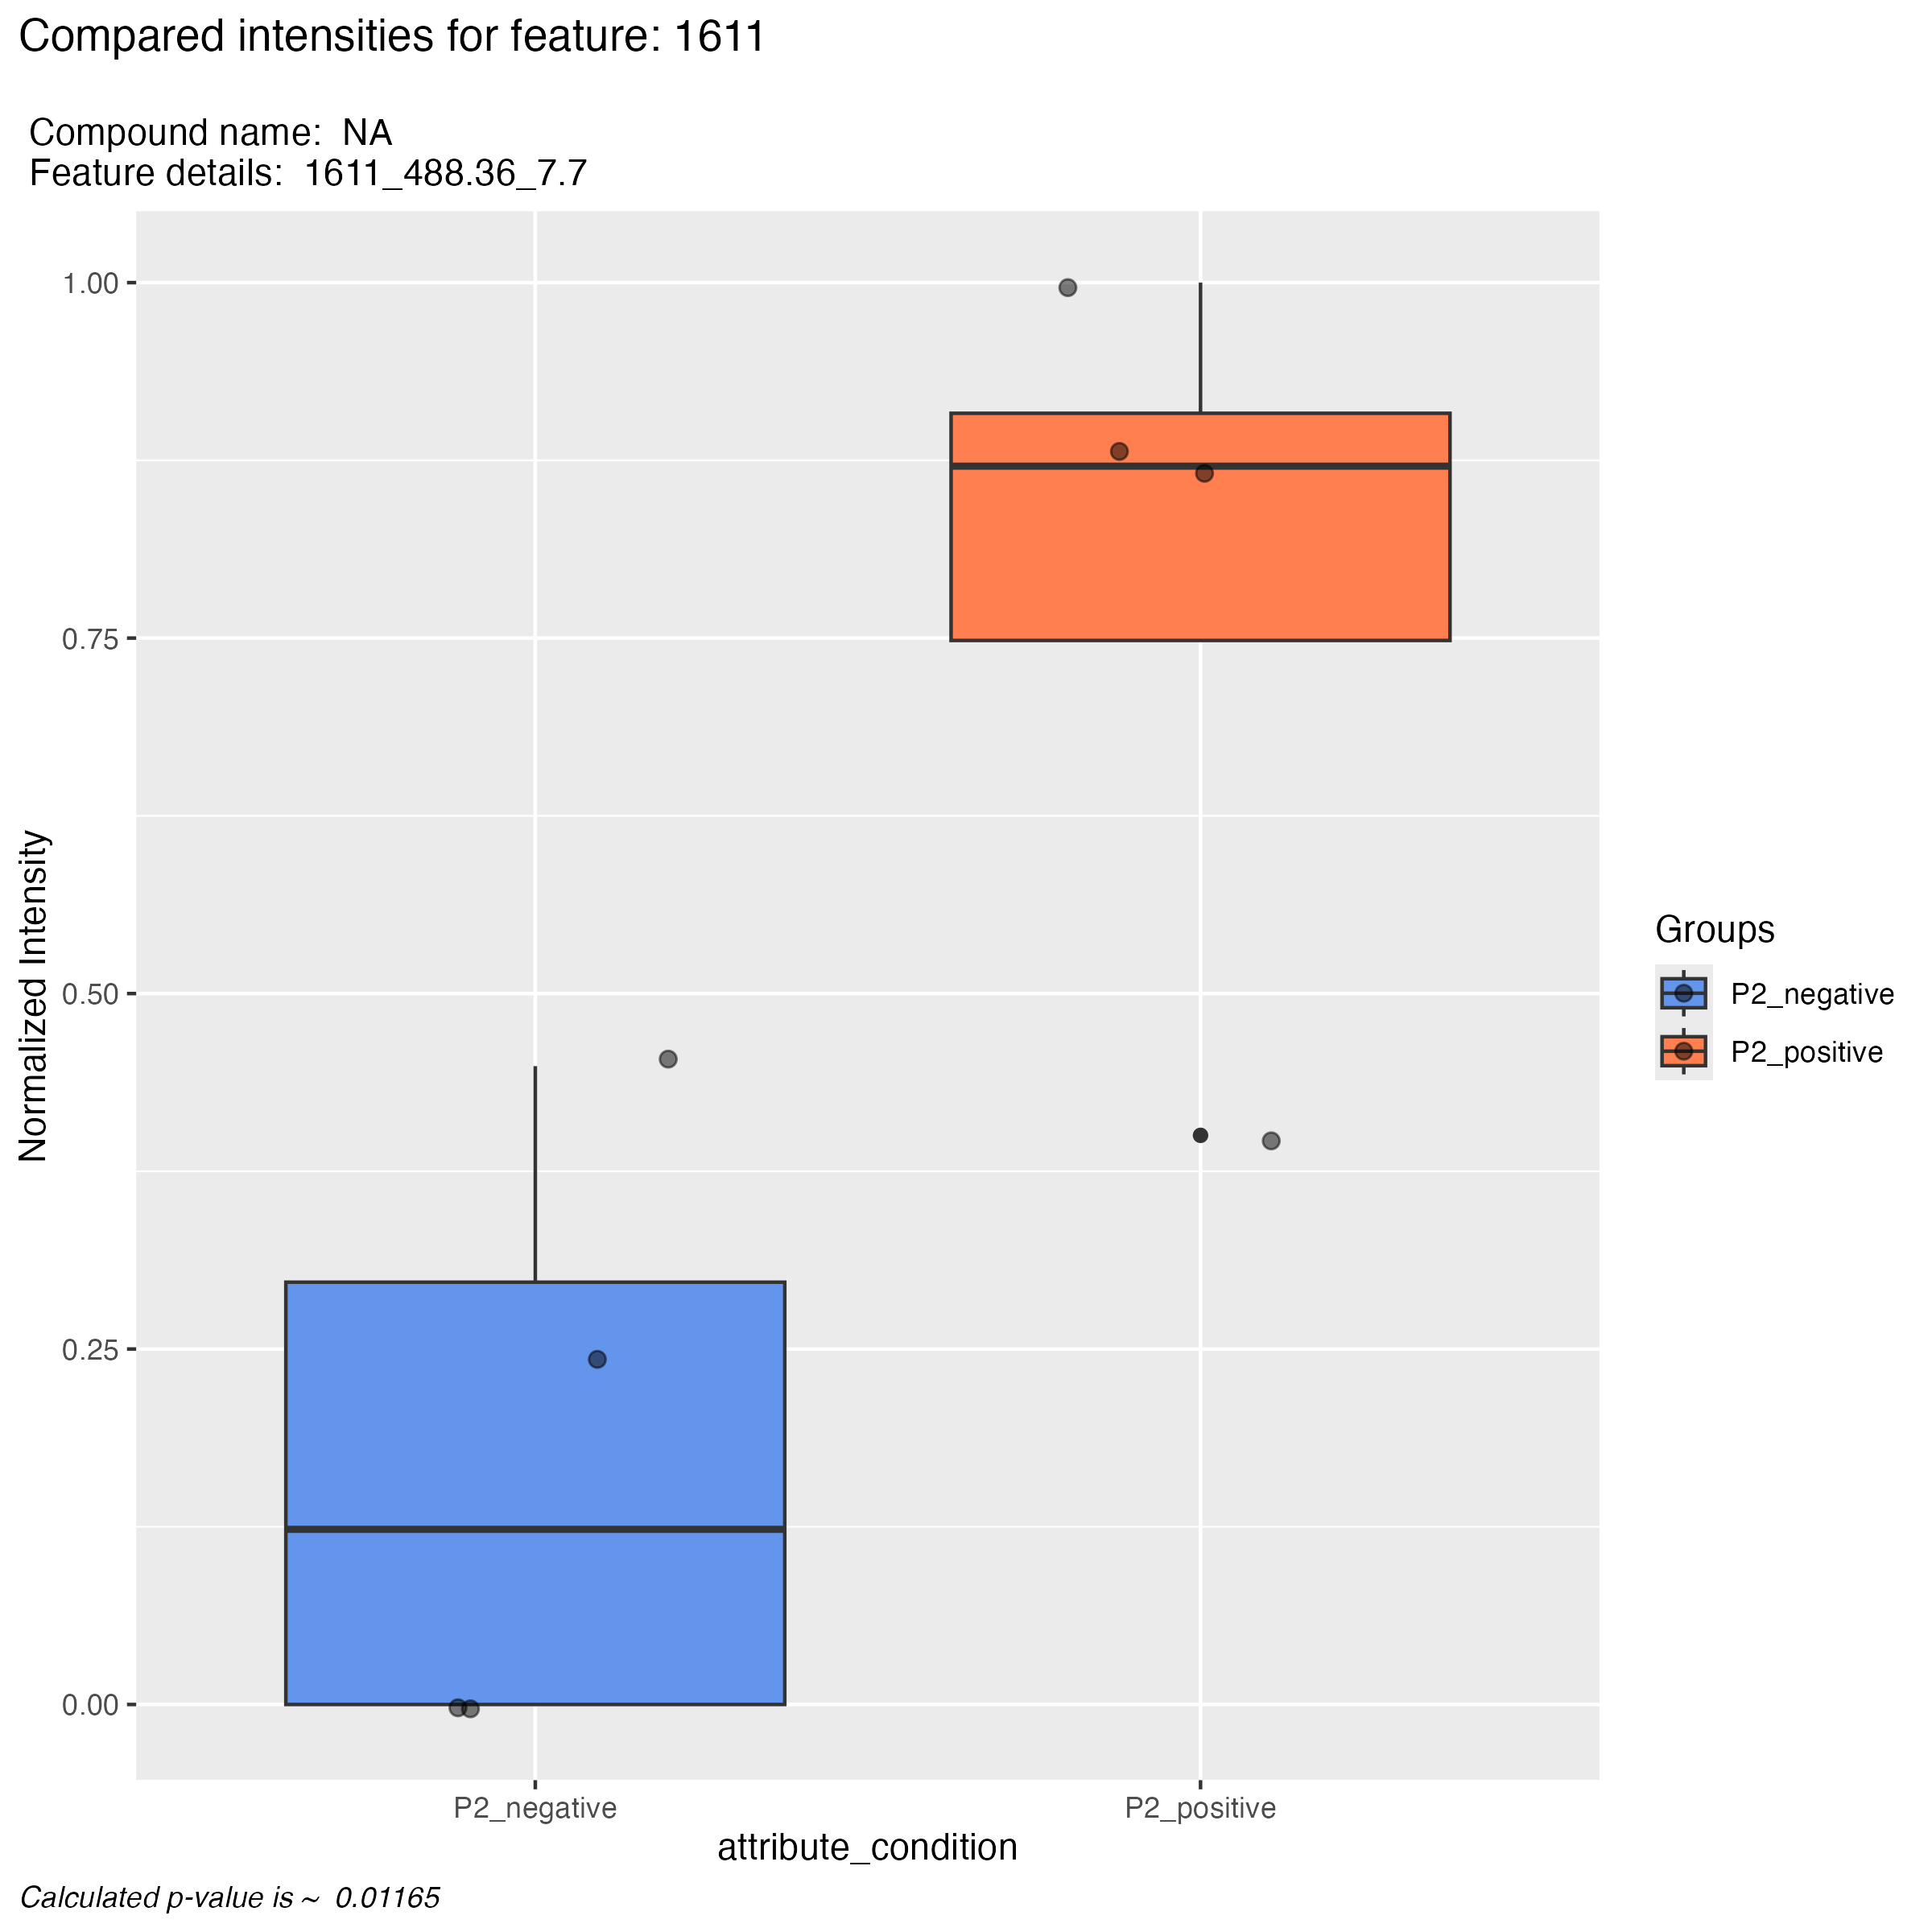 Compared intensities for feature: 1611
Compound name:  NA
Feature details:  1611_488.36_7.7
1.00
0.75
0.50
0.25
0.00
Normalized Intensity
P2_negative
P2_positive
attribute_condition
Groups
P2_negative
P2_positive
Calculated p-value is ~  0.01165